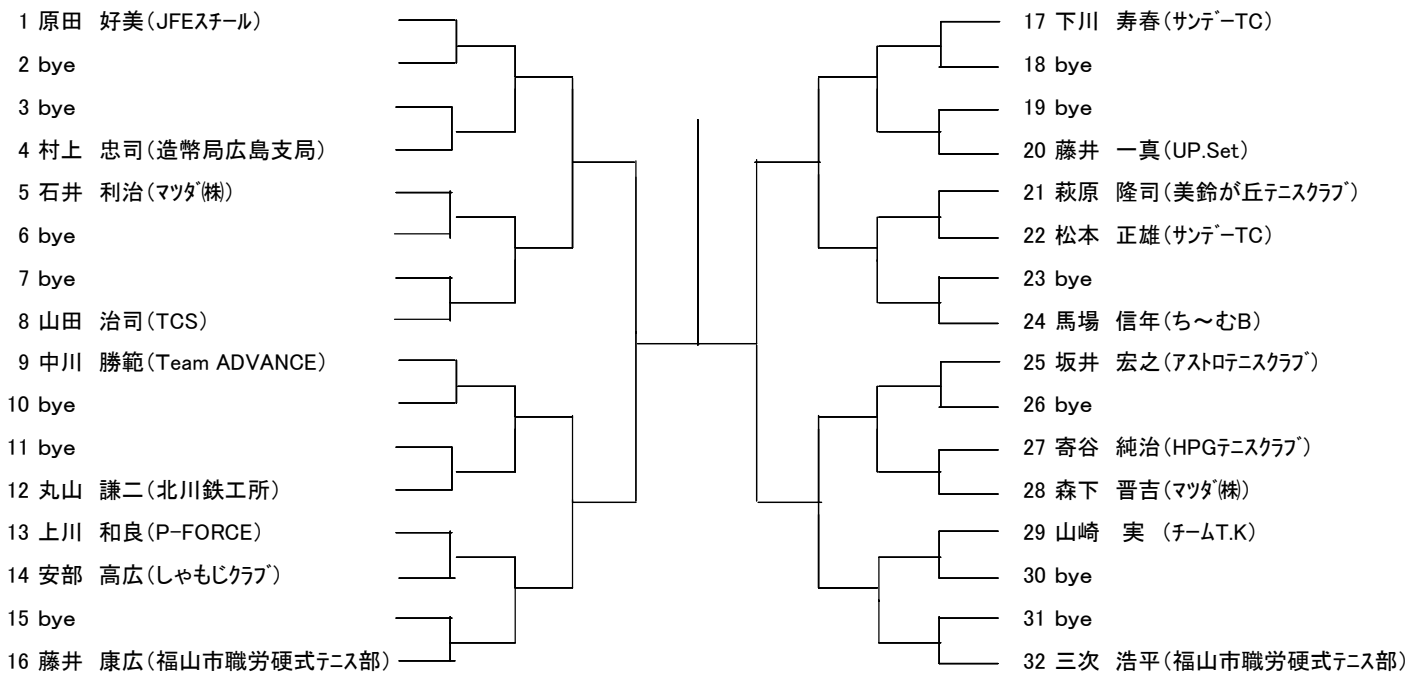 1 原田 好美(JFEｽﾁｰﾙ)
2 bye
3 bye
4 村上 忠司(造幣局広島支局)
5 石井 利治(ﾏﾂﾀﾞ㈱)
6 bye
7 bye
8 山田 治司(TCS)
9 中川 勝範(Team ADVANCE)
10 bye
11 bye
12 丸山 謙二(北川鉄工所)
13 上川 和良(P-FORCE)
14 安部 高広(しゃもじｸﾗﾌﾞ)
15 bye
16 藤井 康広(福山市職労硬式ﾃﾆｽ部)
17 下川 寿春(ｻﾝﾃﾞｰTC)
18 bye
19 bye
20 藤井 一真(UP.Set)
21 萩原 隆司(美鈴が丘ﾃﾆｽｸﾗﾌﾞ)
22 松本 正雄(ｻﾝﾃﾞｰTC)
23 bye
24 馬場 信年(ち～むB)
25 坂井 宏之(ｱｽﾄﾛﾃﾆｽｸﾗﾌﾞ)
26 bye
27 寄谷 純治(HPGﾃﾆｽｸﾗﾌﾞ)
28 森下 晋吉(ﾏﾂﾀﾞ㈱)
29 山崎 実 (ﾁｰﾑT.K)
30 bye
31 bye
32 三次 浩平(福山市職労硬式ﾃﾆｽ部)